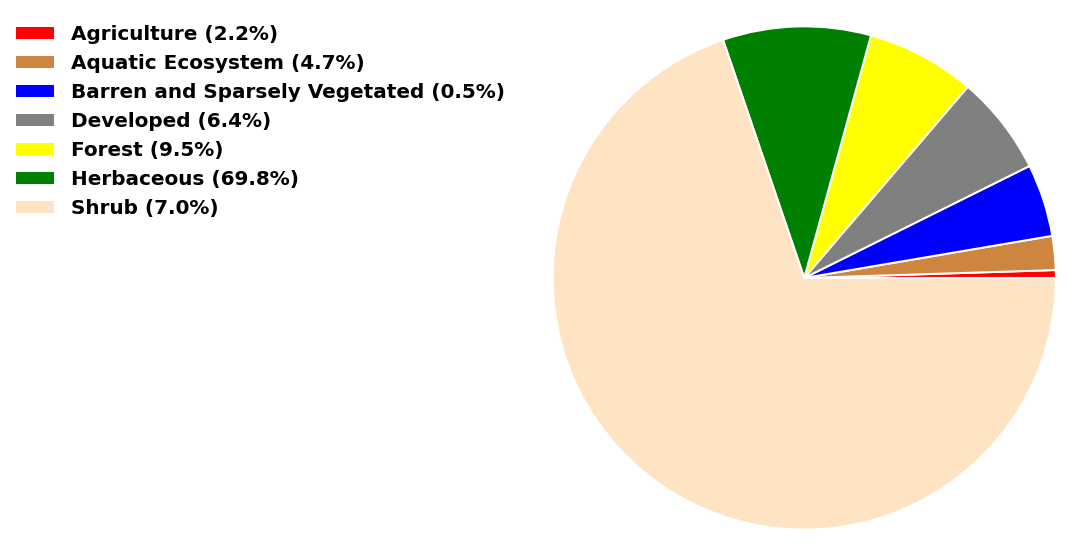 Agriculture (2.2%)
Aquatic Ecosystem (4.7%)
Barren and Sparsely Vegetated (0.5%)
Developed (6.4%)
Forest (9.5%)
Herbaceous (69.8%)
Shrub (7.0%)